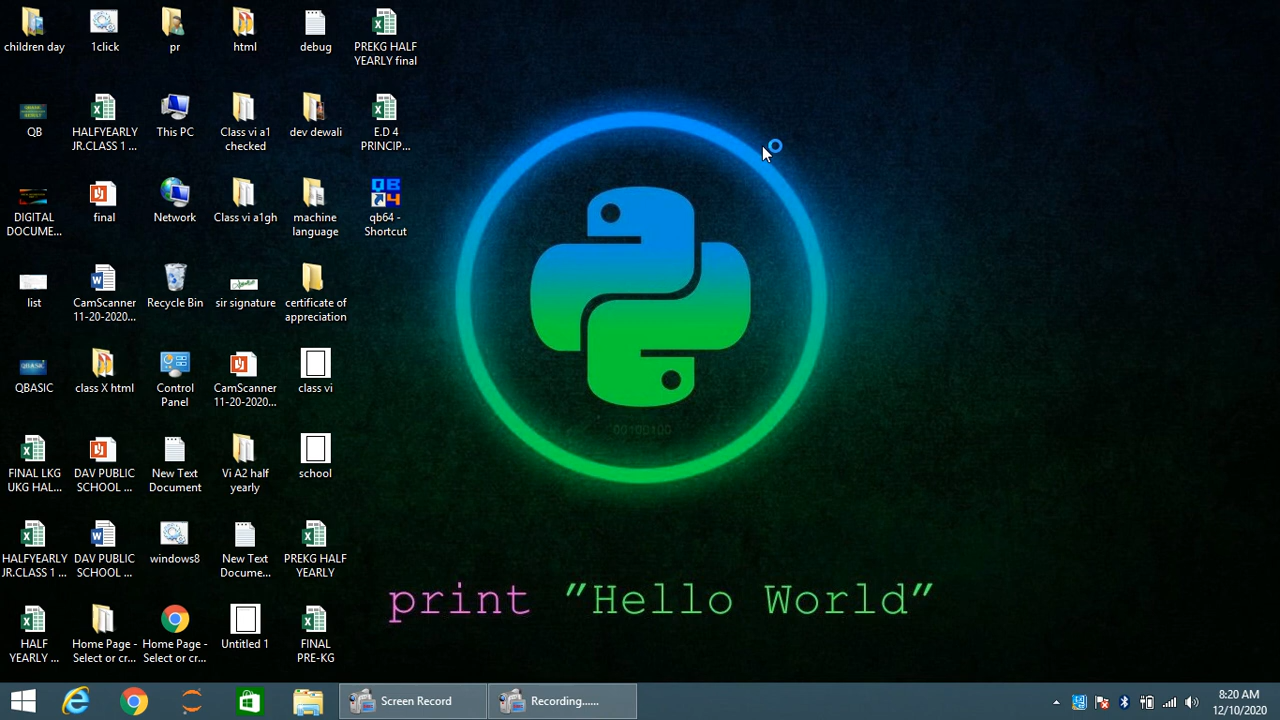 children day
1click
pr
html
debug
PREKG HALF
YEARLY final
QB
HALFYEARLY
JR.CLASS 1 ...
This PC
Class vi a1
checked
dev dewali
E.D 4
PRINCIP...
DIGITAL
DOCUME...
final
Network
Class vi a1gh
machine
language
qb64 -
Shortcut
list
CamScanner
11-20-2020...
Recycle Bin
sir signature
certificate of
appreciation
QBASIC
class X html
Control
Panel
CamScanner
11-20-2020...
class vi
FINAL LKG
UKG HAL...
DAV PUBLIC
SCHOOL ...
New Text
Document
Vi A2 half
yearly
school
HALFYEARLY
JR.CLASS 1 ...
DAV PUBLIC
SCHOOL ...
windows8
New Text
Docume...
PREKG HALF
YEARLY
HALF
YEARLY ...
Home Page -
Select or cr...
Home Page -
Select or cr...
Untitled 1
FINAL
PRE-KG
00100100
print "Hello World"
Screen Record
Recording......
8:20 AM
12/10/2020